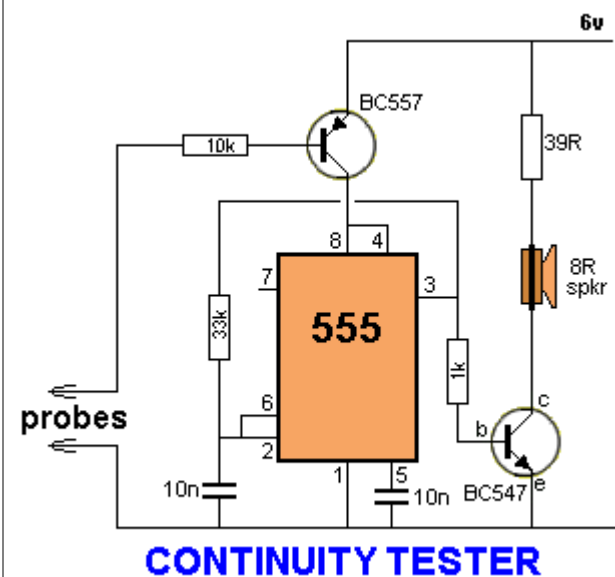 6v
BC557
10k
39R
8
4
7
3
8R
spkr
33k
555
1k
probes
6
2
c
b
1
5
10n
10n
BC547
e
CONTINUITY TESTER